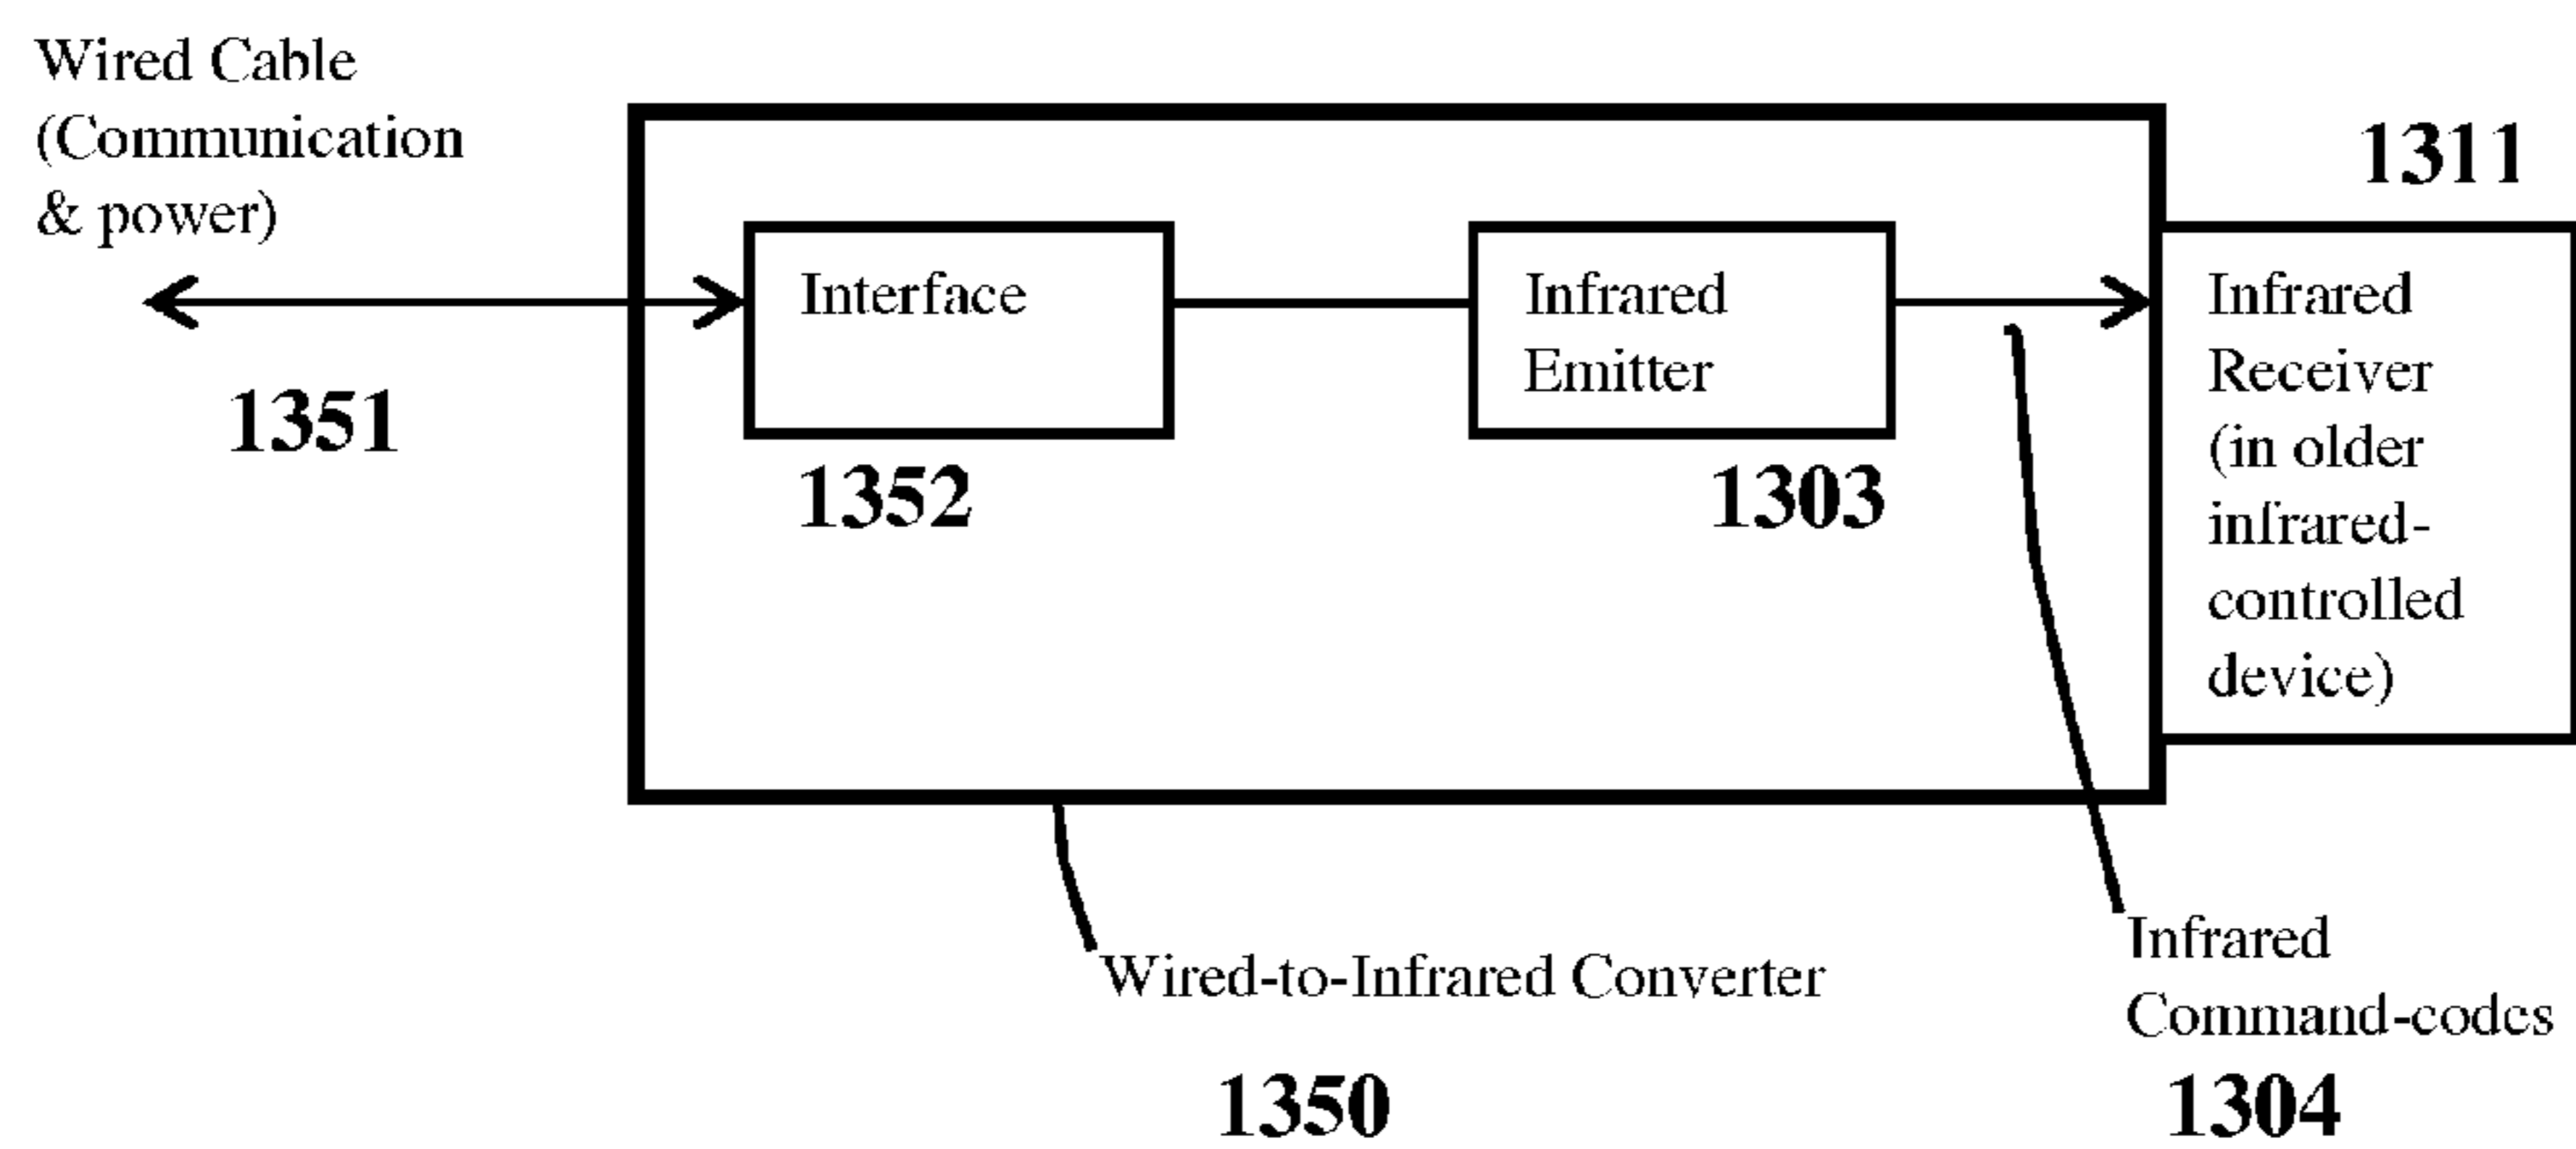 Wired Cable
(Communication
& power)
1351
Interface
1352
Infrared
Emitter
1303
1311
Infrared
Receiver
(in older
infrared-
controlled
device)
Wired-to-Infrared Converter
1350
Infrared
Command-codes
1304